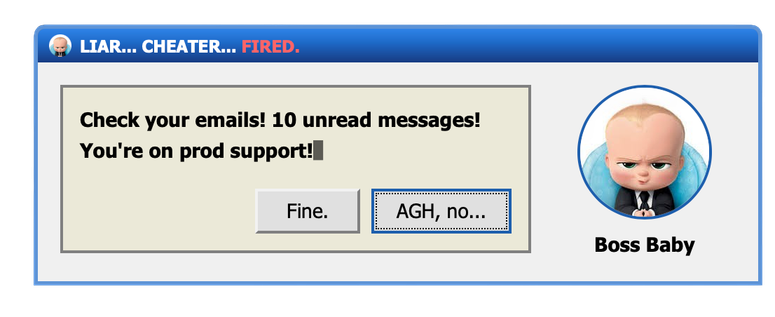 LIAR... CHEATER... FIRED.
Check your emails! 10 unread messages!
You're on prod support!
Fine.
AGH, no...
Boss Baby